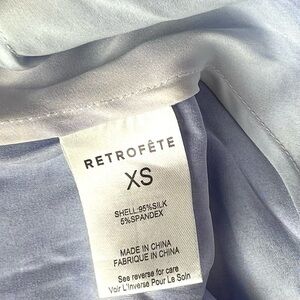 RETROFÊTE
XS
SHELL:95%SILK
5%SPANDEX
MADE IN CHINA
FABRIQUE IN CHINA
See reverse for care
Voir L'Inverse Pour Le Soin